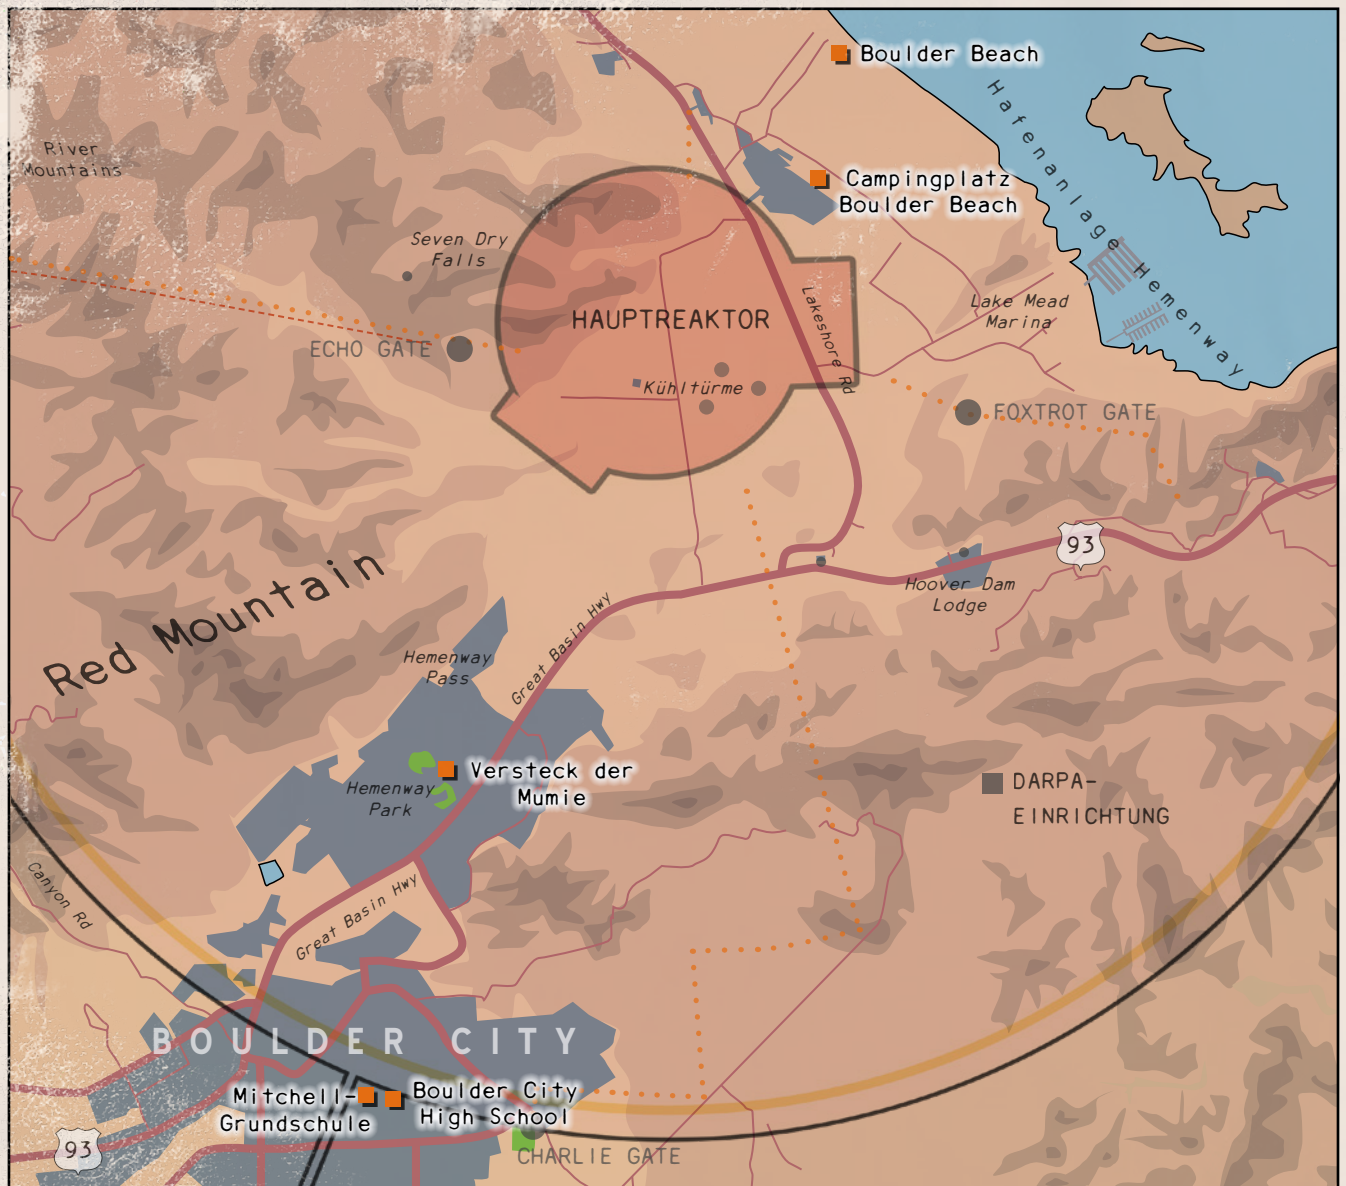 Boulder Beach
Hafenanlage Hemenway
River
Mountains
Campingplatz
Boulder Beach
Seven Dry
Falls
Lake Mead
Marina
HAUPTREAKTOR
Lakeshore Rd
ECHO GATE
Kühltürme
FOXTROT GATE
93
Red Mountain
Hoover Dam
Lodge
Great Basin Hwy
Hemenway
Pass
Versteck der
Mumie
Hemenway
Park
DARPA-
EINRICHTUNG
Canyon Rd
Great Basin Hwy
BOULDER CITY
Mitchell-
Grundschule
Boulder City
High School
93
CHARLIE GATE